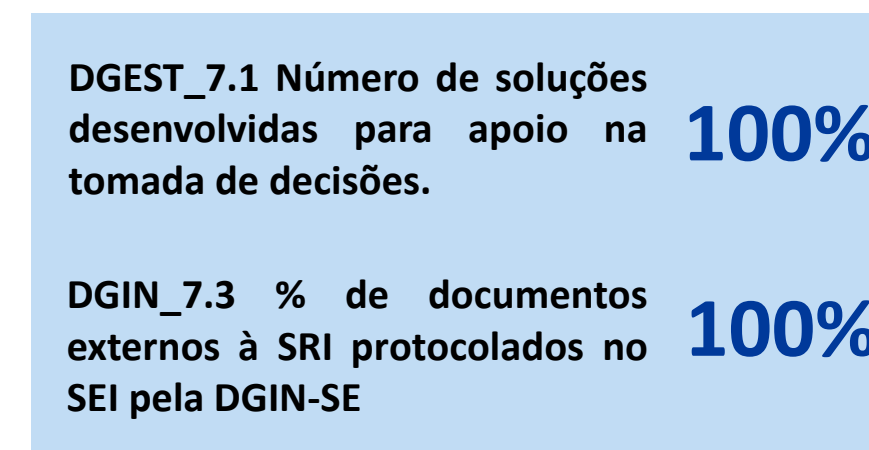 DGEST_7.1 Número de soluções
desenvolvidas para apoio na
tomada de decisões.
100%
DGIN_7.3 % de documentos
externos à SRI protocolados no
SEI pela DGIN-SE
100%